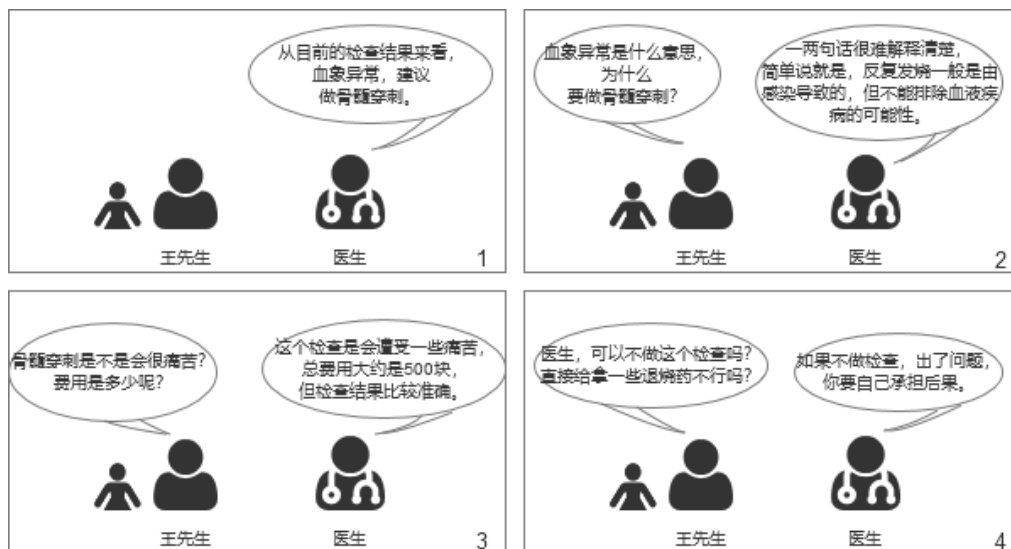 从目前的检查结果来看，
血象异常，建议
做骨髓穿刺。
王先生
医生
1
血象异常是什么意思，
为什么
要做骨髓穿刺？
一两句话很难解释清楚，
简单说就是，反复发烧一般是由
感染导致的，但不能排除血液疾
病的可能性。
王先生
医生
2
骨髓穿刺是不是会很痛苦？
费用是多少呢？
这个检查是会遭受一些痛苦，
总费用大约是500块，
但检查结果比较准确。
王先生
医生
3
医生，可以不做这个检查吗？
直接给拿一些退烧药不行吗？
如果不做检查，出了问题，
你要自己承担后果。
王先生
医生
4